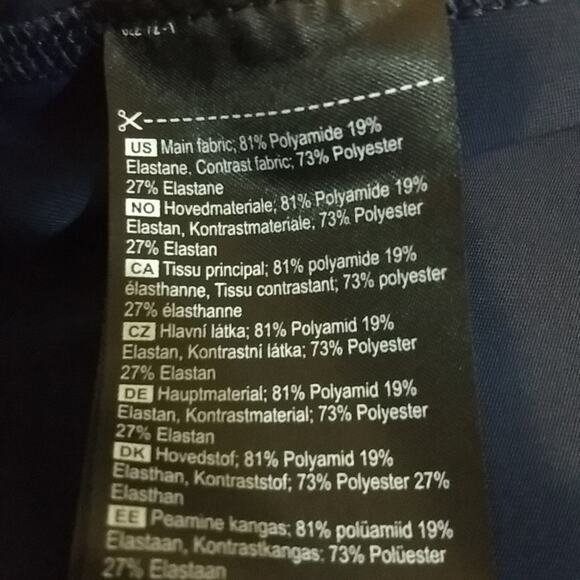 US Main fabric; 81% Polyamide 19%
Elastane, Contrast fabric; 73% Polyester
27% Elastane
NO Hovedmateriale; 81% Polyamide 19%
Elastan, Kontrastmateriale; 73% Polyester
27% Elastan
CA Tissu principal; 81% polyamide 19%
élasthanne, Tissu contrastant; 73% polyester
27% élasthanne
CZ Hlavní látka; 81% Polyamid 19%
Elastan, Kontrastní látka; 73% Polyester
27% Elastan
DE Hauptmaterial; 81% Polyamid 19%
Elastan, Kontrastmaterial; 73% Polyester
27% Elastan
DK Hovedstof; 81% Polyamid 19%
Elasthan, Kontraststof; 73% Polyester 27%
Elasthan
EE Peamine kangas; 81% polüamiid 19%
Elastaan, Kontrastkangas: 73% Polüester
27% Elastaan